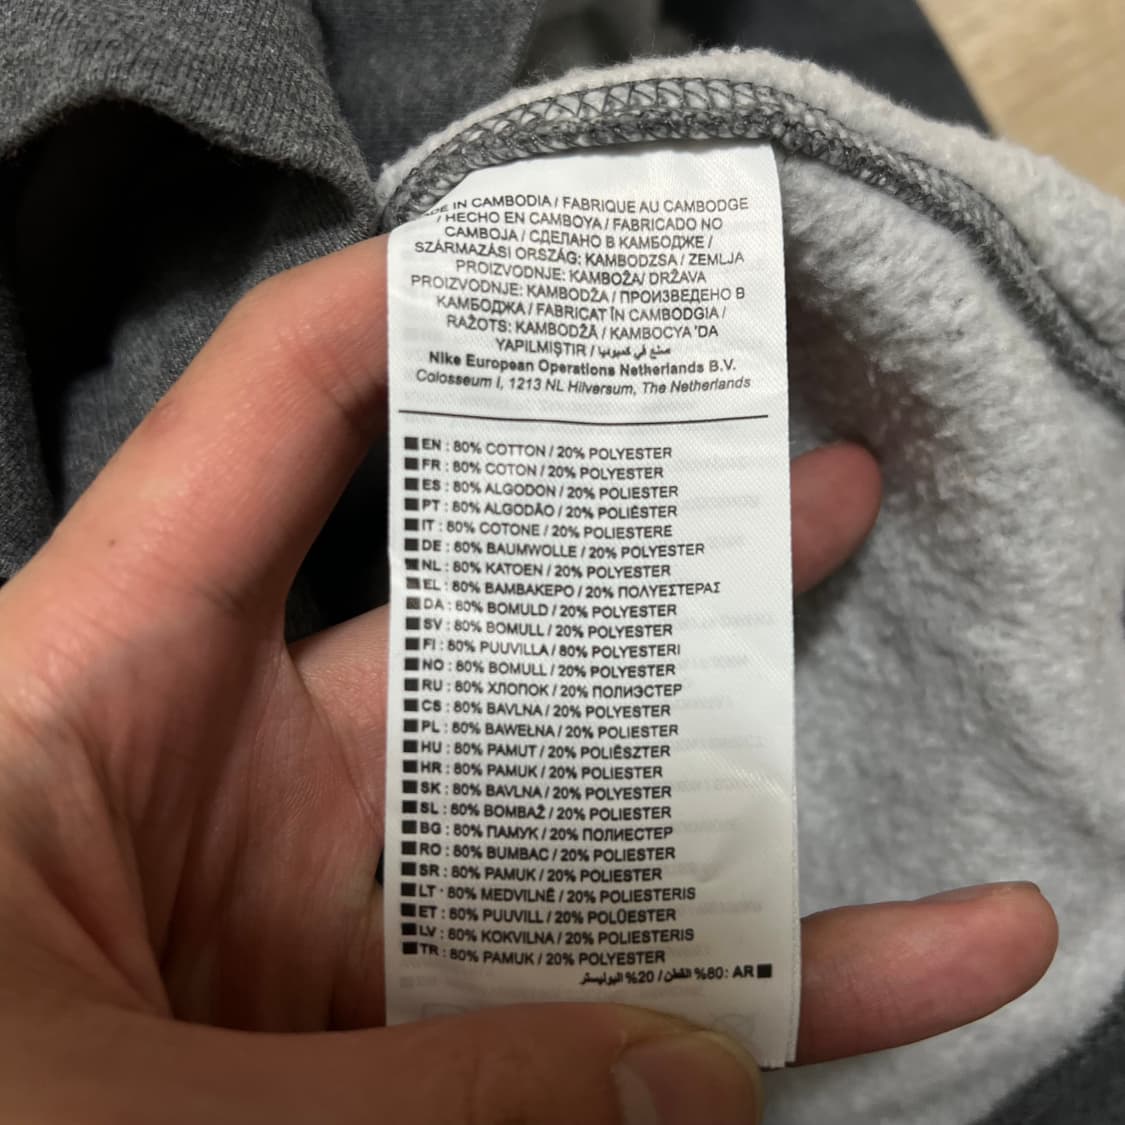 IN CAMBODIA / FABRIQUE AU CAMBODGE
/ HECHO EN CAMBOYA / FABRICADO NO
CAMBOJA / СДЕЛАНО В КАМБОДЖЕ /
SZÁRMAZÁSI ORSZÁG: KAMBODZSA / ZEMLJA
PROIZVODNJE: KAMBOŽA/ DRŽAVA
PROIZVODNJE: KAMBODŽA / ПРОИЗВЕДЕНО В
КАМБОДЖА / FABRICAT ÎN CAMBODGIA /
RAŽOTS: KAMBODŽĀ / KAMBOCYA'DA
YAPILMIŞTIR / صنع في كمبوديا
Nike European Operations Netherlands B.V.
Colosseum I, 1213 NL Hilversum, The Netherlands
EN : 80% COTTON / 20% POLYESTER
FR : 80% COTON / 20% POLYESTER
ES : 80% ALGODON / 20% POLIESTER
PT : 80% ALGODÃO / 20% POLIÉSTER
IT : 80% COTONE / 20% POLIESTERE
DE : 80% BAUMWOLLE / 20% POLYESTER
NL : 80% KATOEN / 20% POLYESTER
EL : 80% ΒΑΜΒΑΚΕΡΟ / 20% ΠΟΛΥΕΣΤΕΡΑΣ
DA : 80% BOMULD / 20% POLYESTER
SV : 80% BOMULL / 20% POLYESTER
FI : 80% PUUVILLA / 80% POLYESTERI
NO : 80% BOMULL / 20% POLYESTER
RU : 80% ХЛОПОК / 20% ПОЛИЭСТЕР
CS : 80% BAVLNA / 20% POLYESTER
PL : 80% BAWEŁNA / 20% POLIESTER
HU : 80% PAMUT / 20% POLIÉSZTER
HR : 80% PAMUK / 20% POLIESTER
SK : 80% BAVLNA / 20% POLYESTER
SL : 80% BOMBAŽ / 20% POLIESTER
BG : 80% ПАМУК / 20% ПОЛИЕСТЕР
RO : 80% BUMBAC / 20% POLIESTER
SR : 80% PAMUK / 20% POLIESTER
LT : 80% MEDVILNĖ / 20% POLIESTERIS
ET : 80% PUUVILL / 20% POLÜESTER
LV : 80% KOKVILNA / 20% POLIESTERIS
TR : 80% PAMUK / 20% POLYESTER
AR :80% القطن / 20% البوليستر